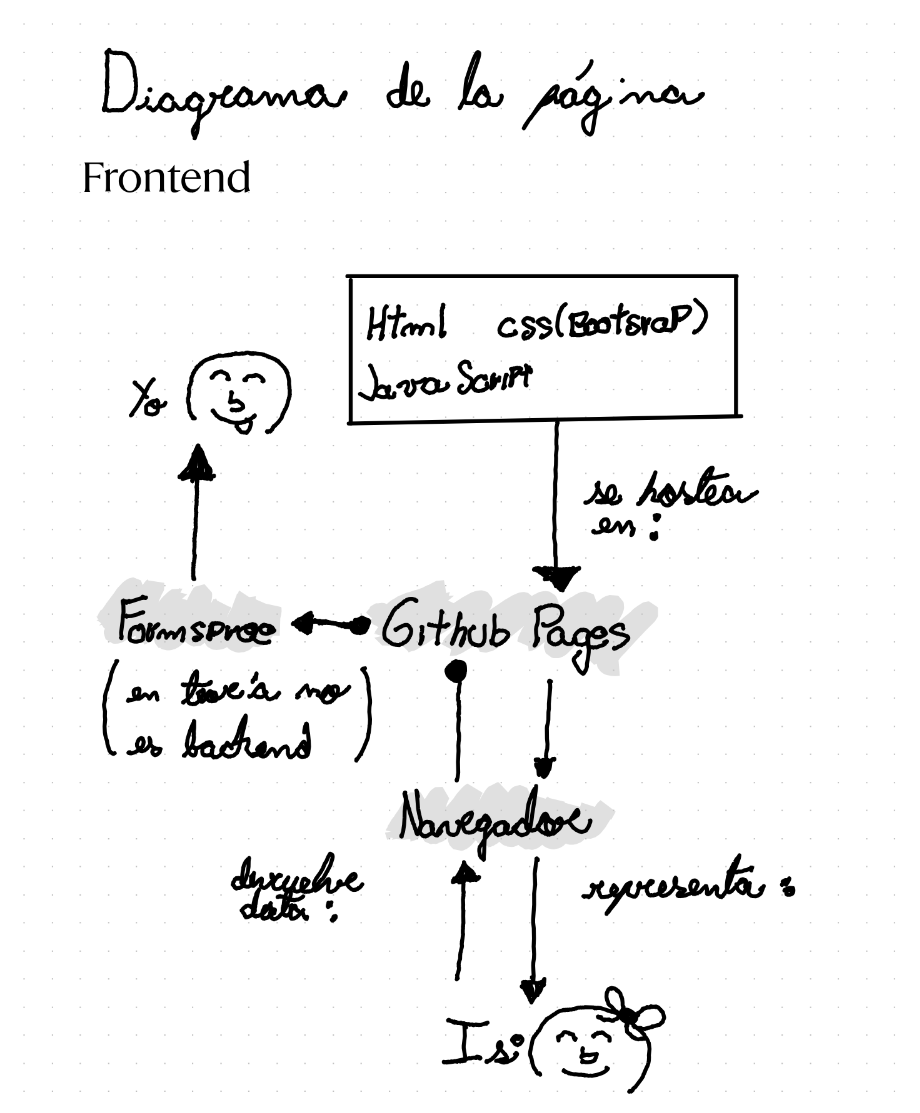 Diagrama de la página
Frontend
Html css(Bootsrap)
JavaScript
Yo
se hostea
en:
Formspree
Github Pages
(en teoría no
es backend)
Navegador
devuelve
data:
representa:
Isi